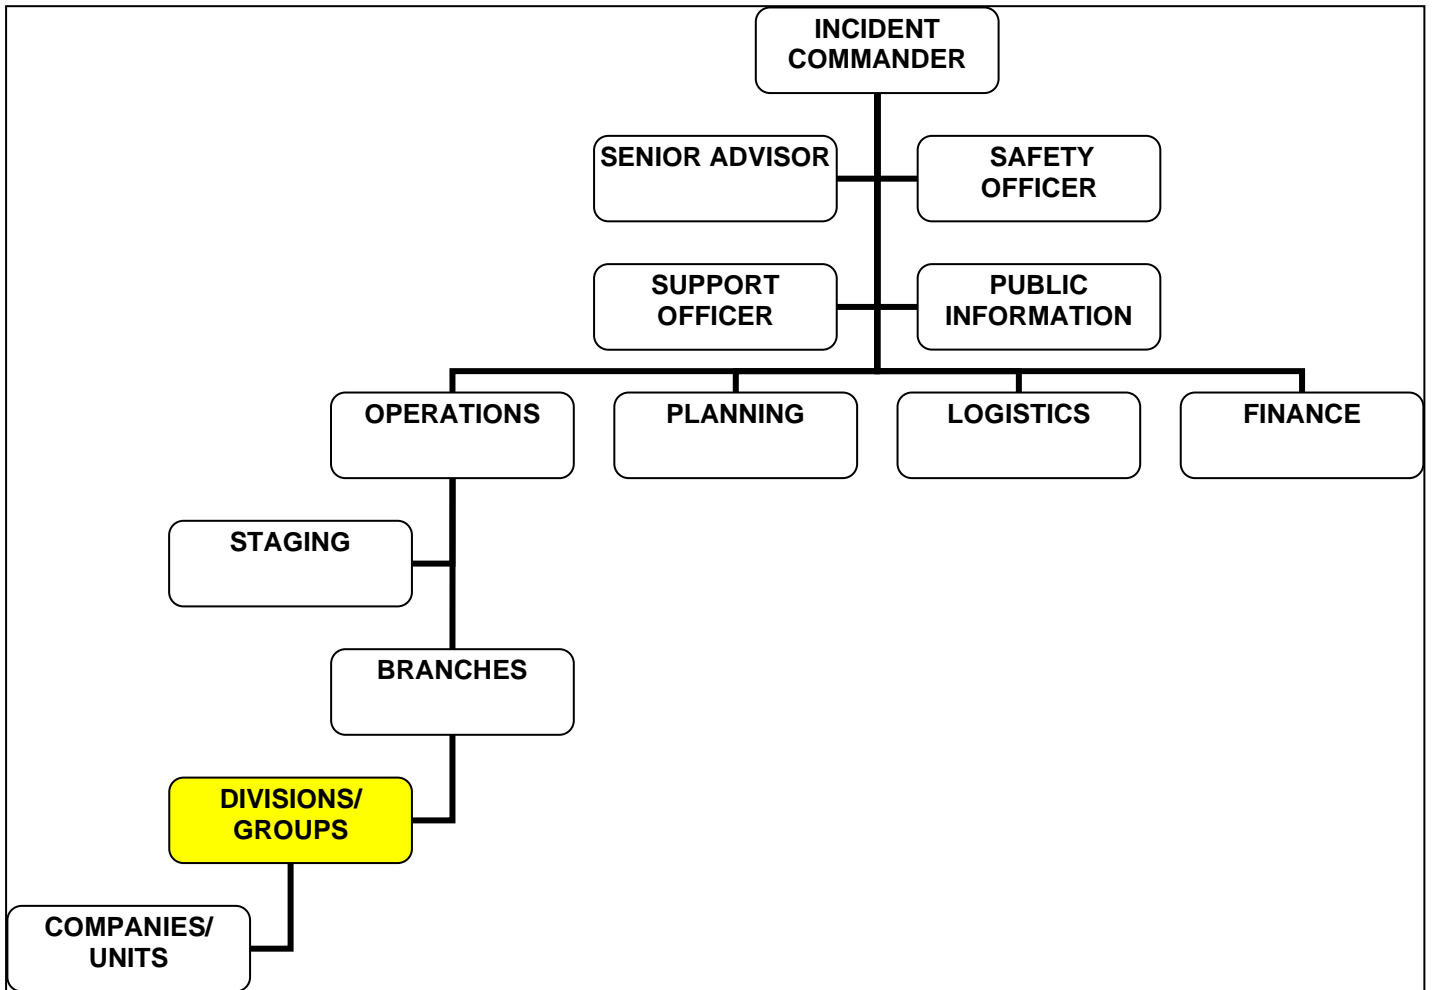 INCIDENT
COMMANDER
SENIOR ADVISOR
SAFETY
OFFICER
SUPPORT
OFFICER
PUBLIC
INFORMATION
OPERATIONS
PLANNING
LOGISTICS
FINANCE
STAGING
BRANCHES
DIVISIONS/
GROUPS
COMPANIES/
UNITS